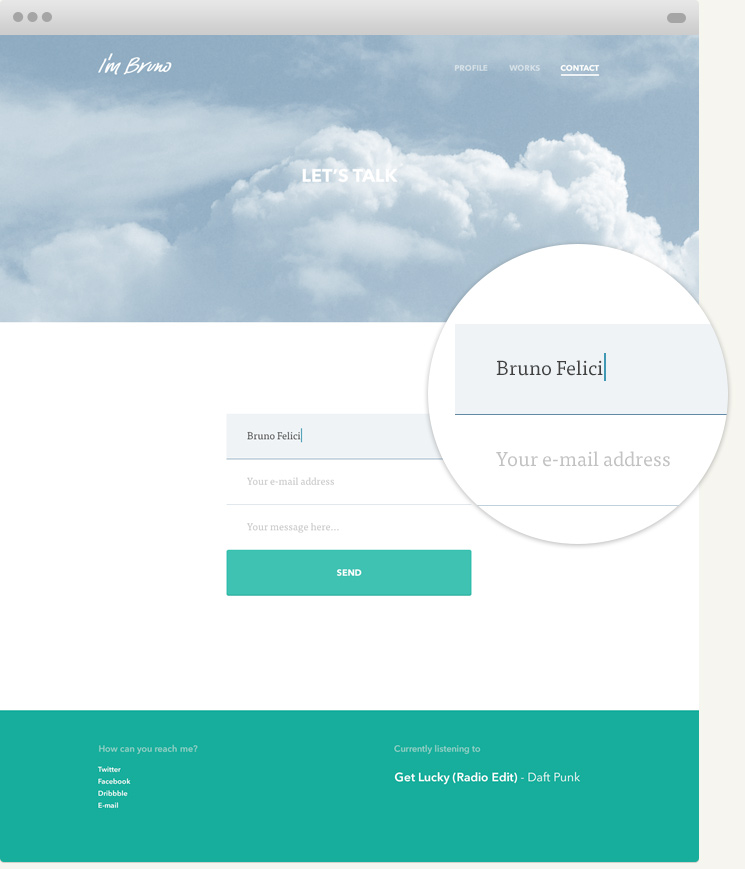 I'm Bruno
PROFILE WORKS CONTACT
LET'S TALK
Bruno Felici
Your e-mail address
Bruno Felici
Your e-mail address
Your message here...
SEND
How can you reach me?
Twitter
Facebook
Dribbble
E-mail
Currently listening to
Get Lucky (Radio Edit) - Daft Punk